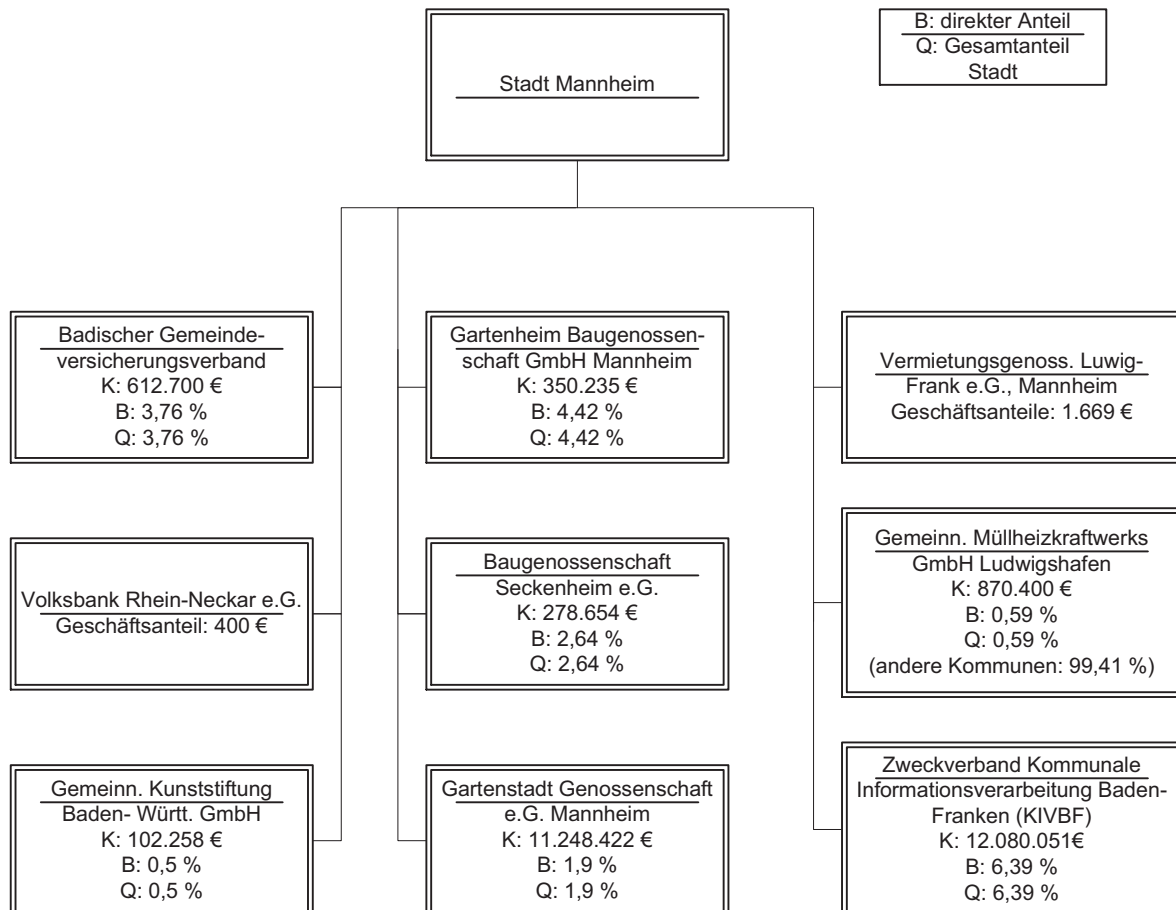 Stadt Mannheim
B: direkter Anteil
Q: Gesamtanteil
Stadt
Badischer Gemeinde-
versicherungsverband
K: 612.700 €
B: 3,76 %
Q: 3,76 %
Gartenheim Baugenossen-
schaft GmbH Mannheim
K: 350.235 €
B: 4,42 %
Q: 4,42 %
Vermietungsgenoss. Luwig-
Frank e.G., Mannheim
Geschäftsanteile: 1.669 €
Volksbank Rhein-Neckar e.G.
Geschäftsanteil: 400 €
Baugenossenschaft
Seckenheim e.G.
K: 278.654 €
B: 2,64 %
Q: 2,64 %
Gemeinn. Müllheizkraftwerks
GmbH Ludwigshafen
K: 870.400 €
B: 0,59 %
Q: 0,59 %
(andere Kommunen: 99,41 %)
Gemeinn. Kunststiftung
Baden- Württ. GmbH
K: 102.258 €
B: 0,5 %
Q: 0,5 %
Gartenstadt Genossenschaft
e.G. Mannheim
K: 11.248.422 €
B: 1,9 %
Q: 1,9 %
Zweckverband Kommunale
Informationsverarbeitung Baden-
Franken (KIVBF)
K: 12.080.051€
B: 6,39 %
Q: 6,39 %